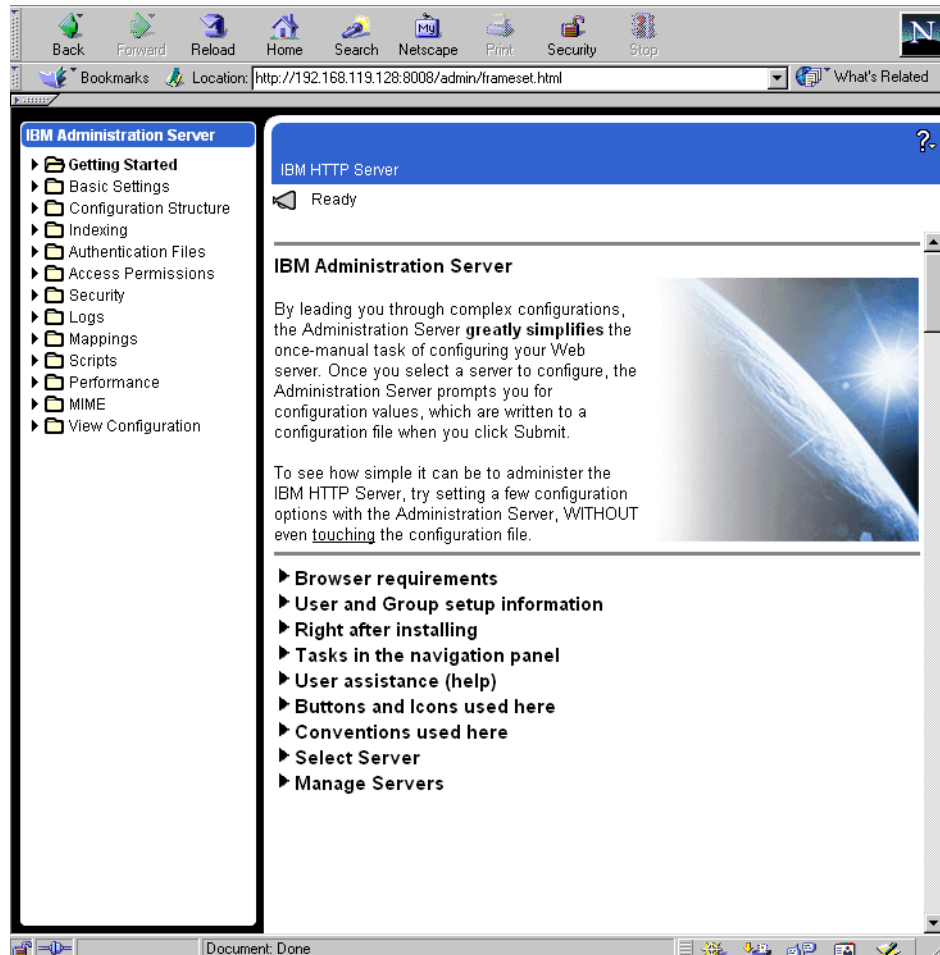 Back Forward Reload Home Search Netscape Print Security Stop
My
N
Bookmarks Location: http://192.168.119.128:8008/admin/frameset.html What's Related
IBM Administration Server
Getting Started
Basic Settings
Configuration Structure
Indexing
Authentication Files
Access Permissions
Security
Logs
Mappings
Scripts
Performance
MIME
View Configuration
?
IBM HTTP Server
Ready
IBM Administration Server
By leading you through complex configurations,
the Administration Server greatly simplifies the
once-manual task of configuring your Web
server. Once you select a server to configure, the
Administration Server prompts you for
configuration values, which are written to a
configuration file when you click Submit.
To see how simple it can be to administer the
IBM HTTP Server, try setting a few configuration
options with the Administration Server, WITHOUT
even touching the configuration file.
Browser requirements
User and Group setup information
Right after installing
Tasks in the navigation panel
User assistance (help)
Buttons and Icons used here
Conventions used here
Select Server
Manage Servers
Document: Done